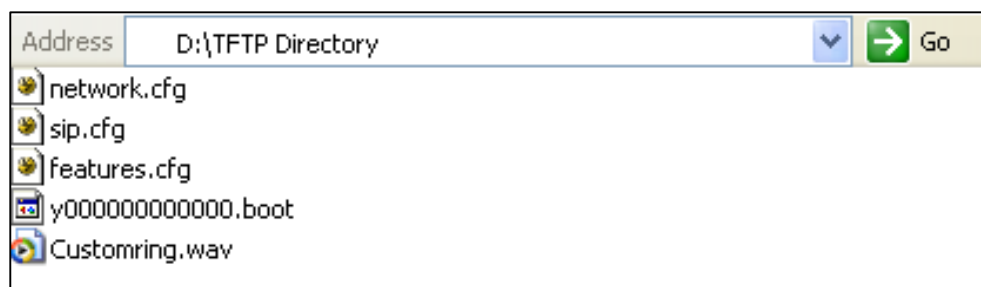 Address D:\TFTP Directory Go
network.cfg
sip.cfg
features.cfg
y000000000000.boot
Customring.wav